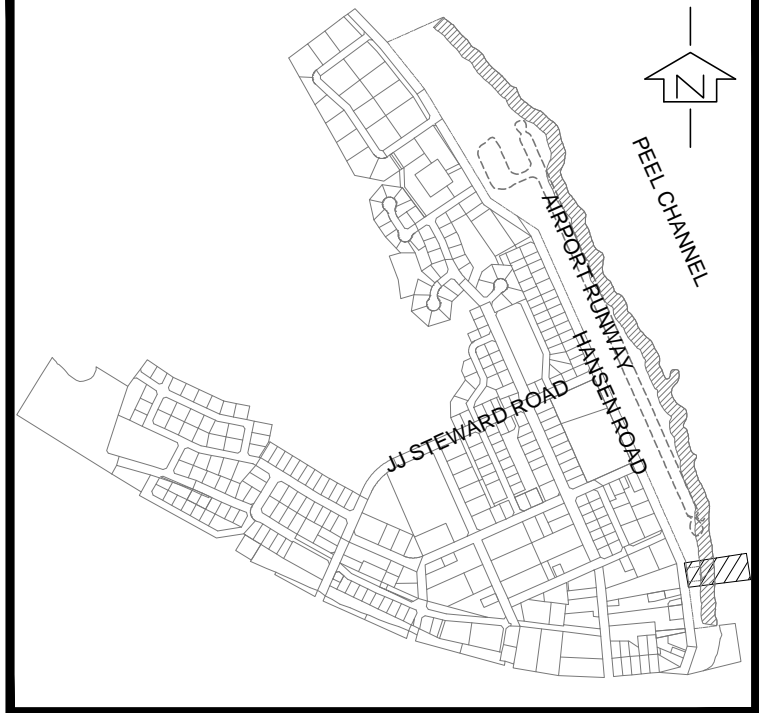 N
PEEL CHANNEL
AIRPORT RUNWAY
HANSEN ROAD
JJ STEWARD ROAD